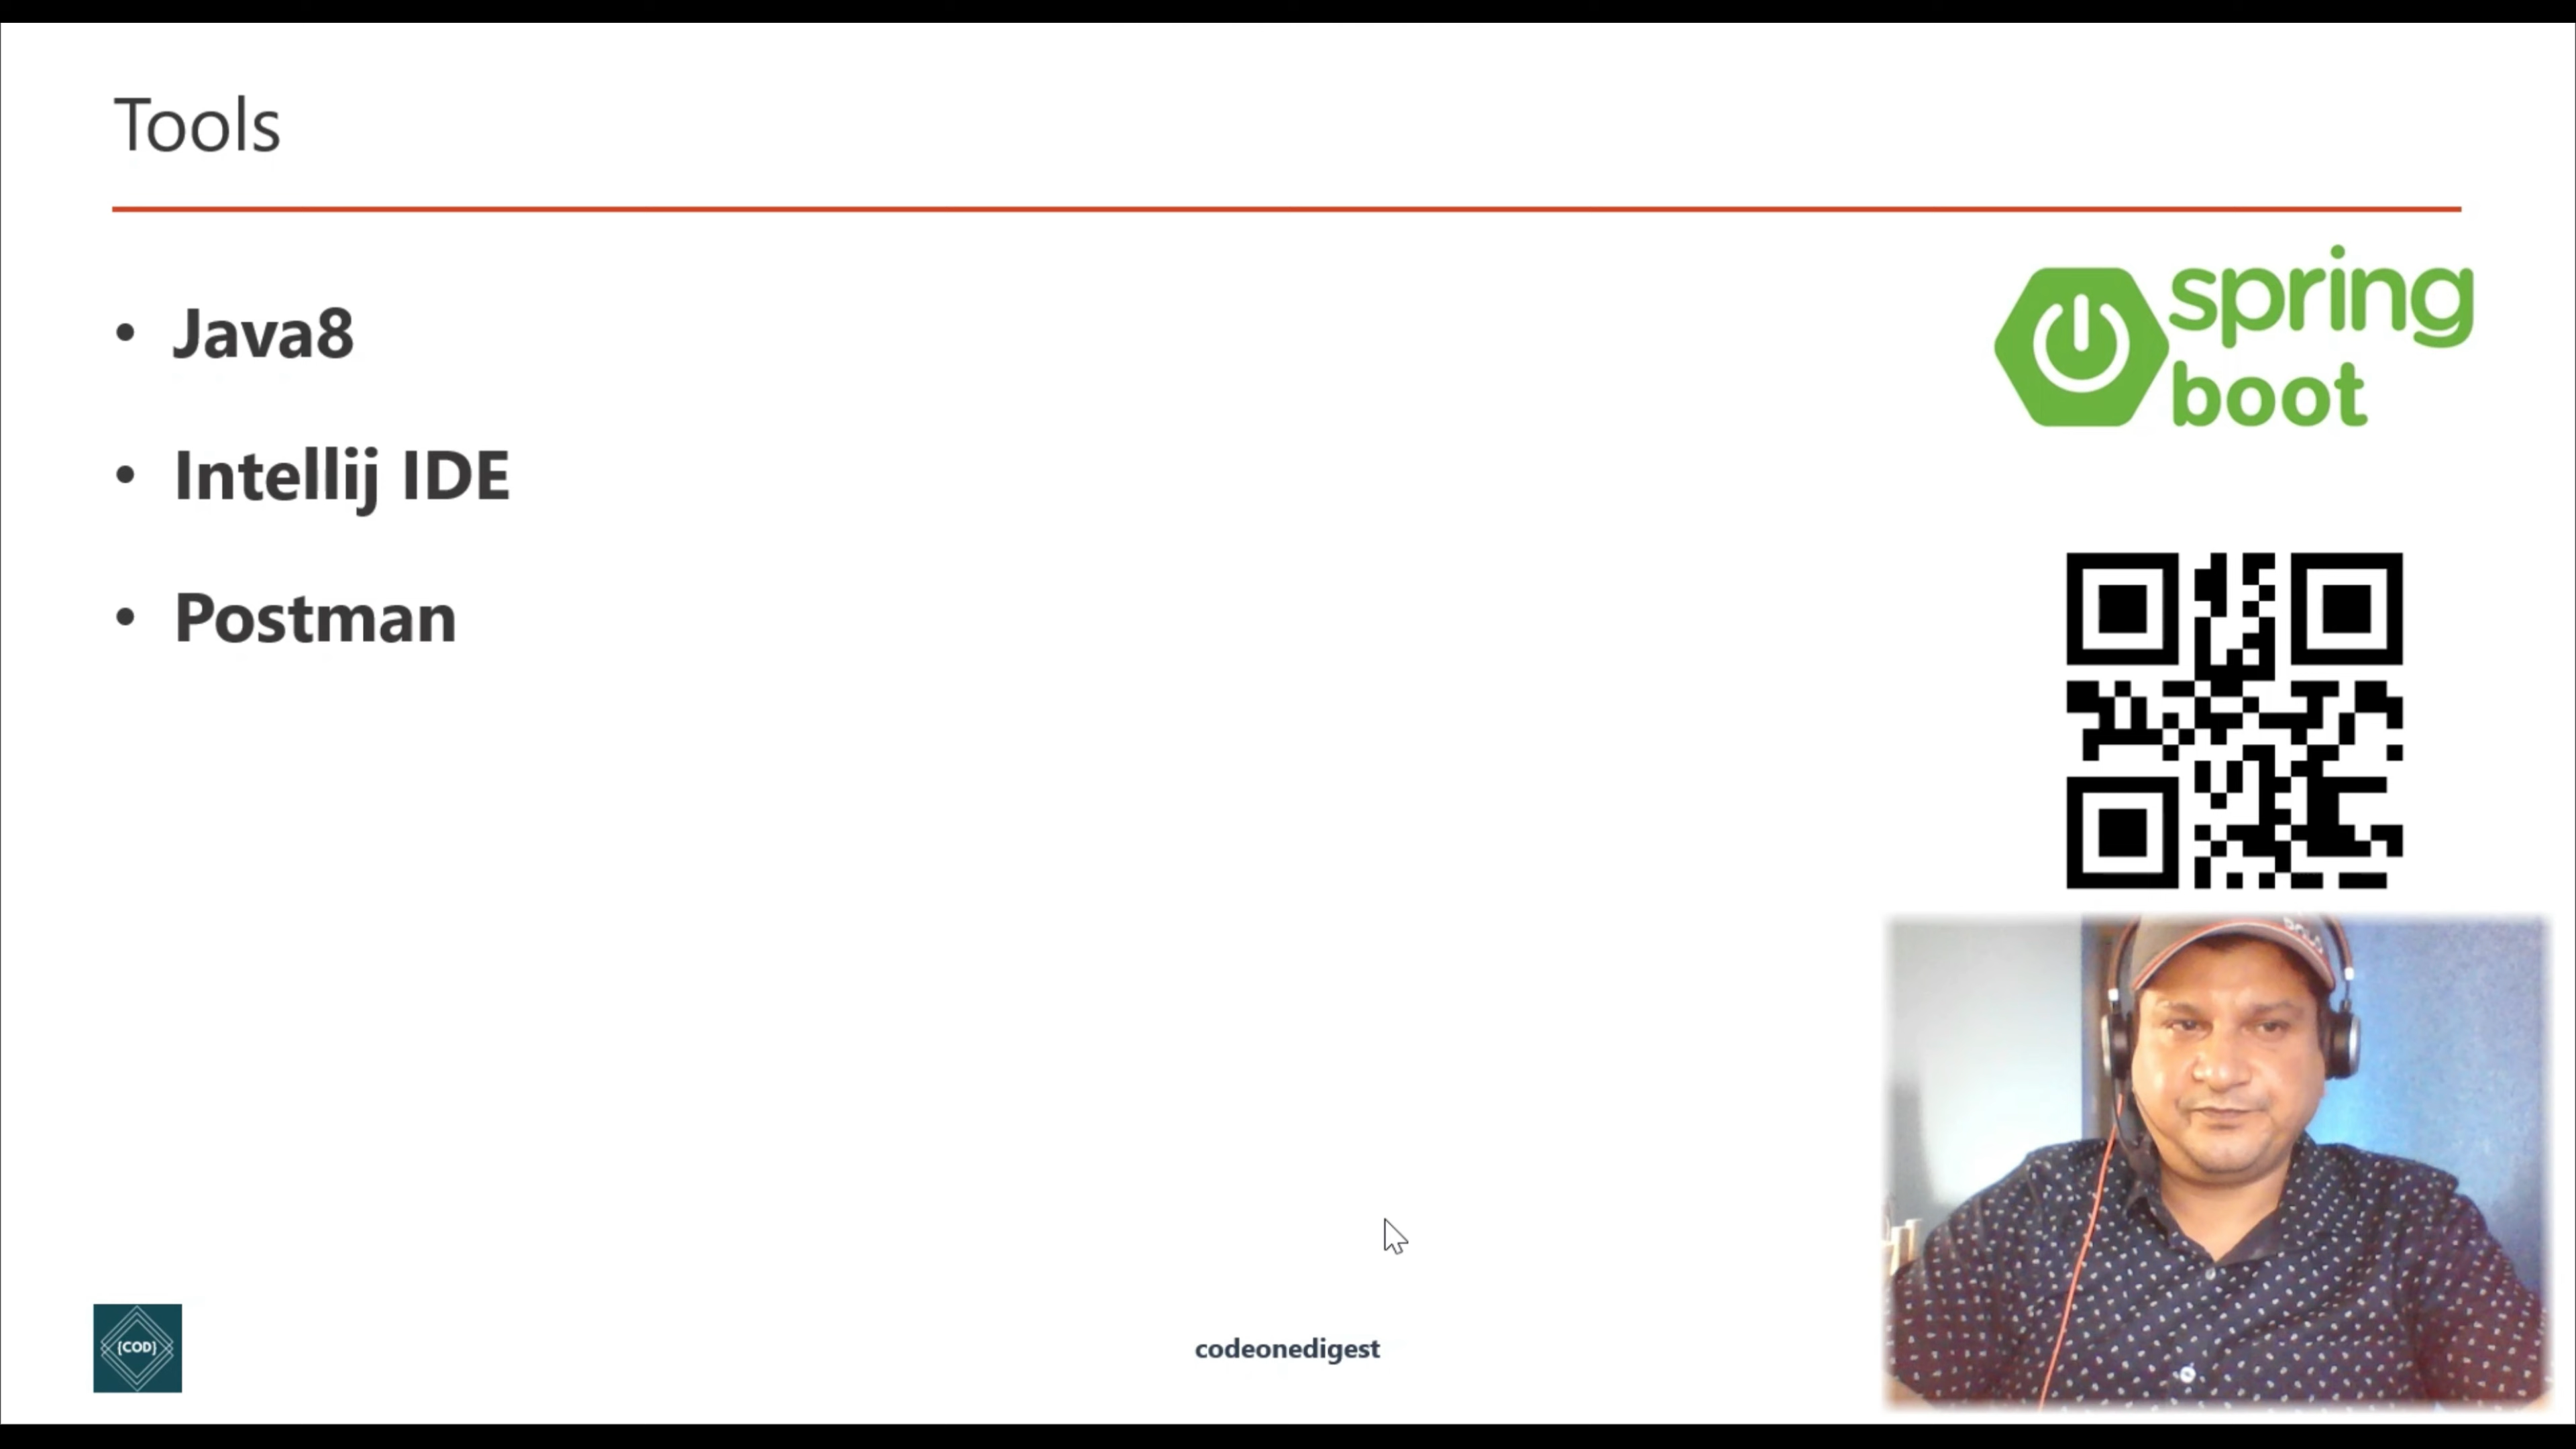 Tools
• Java8
• Intellij IDE
• Postman
spring
boot
{COD}
codeonedigest